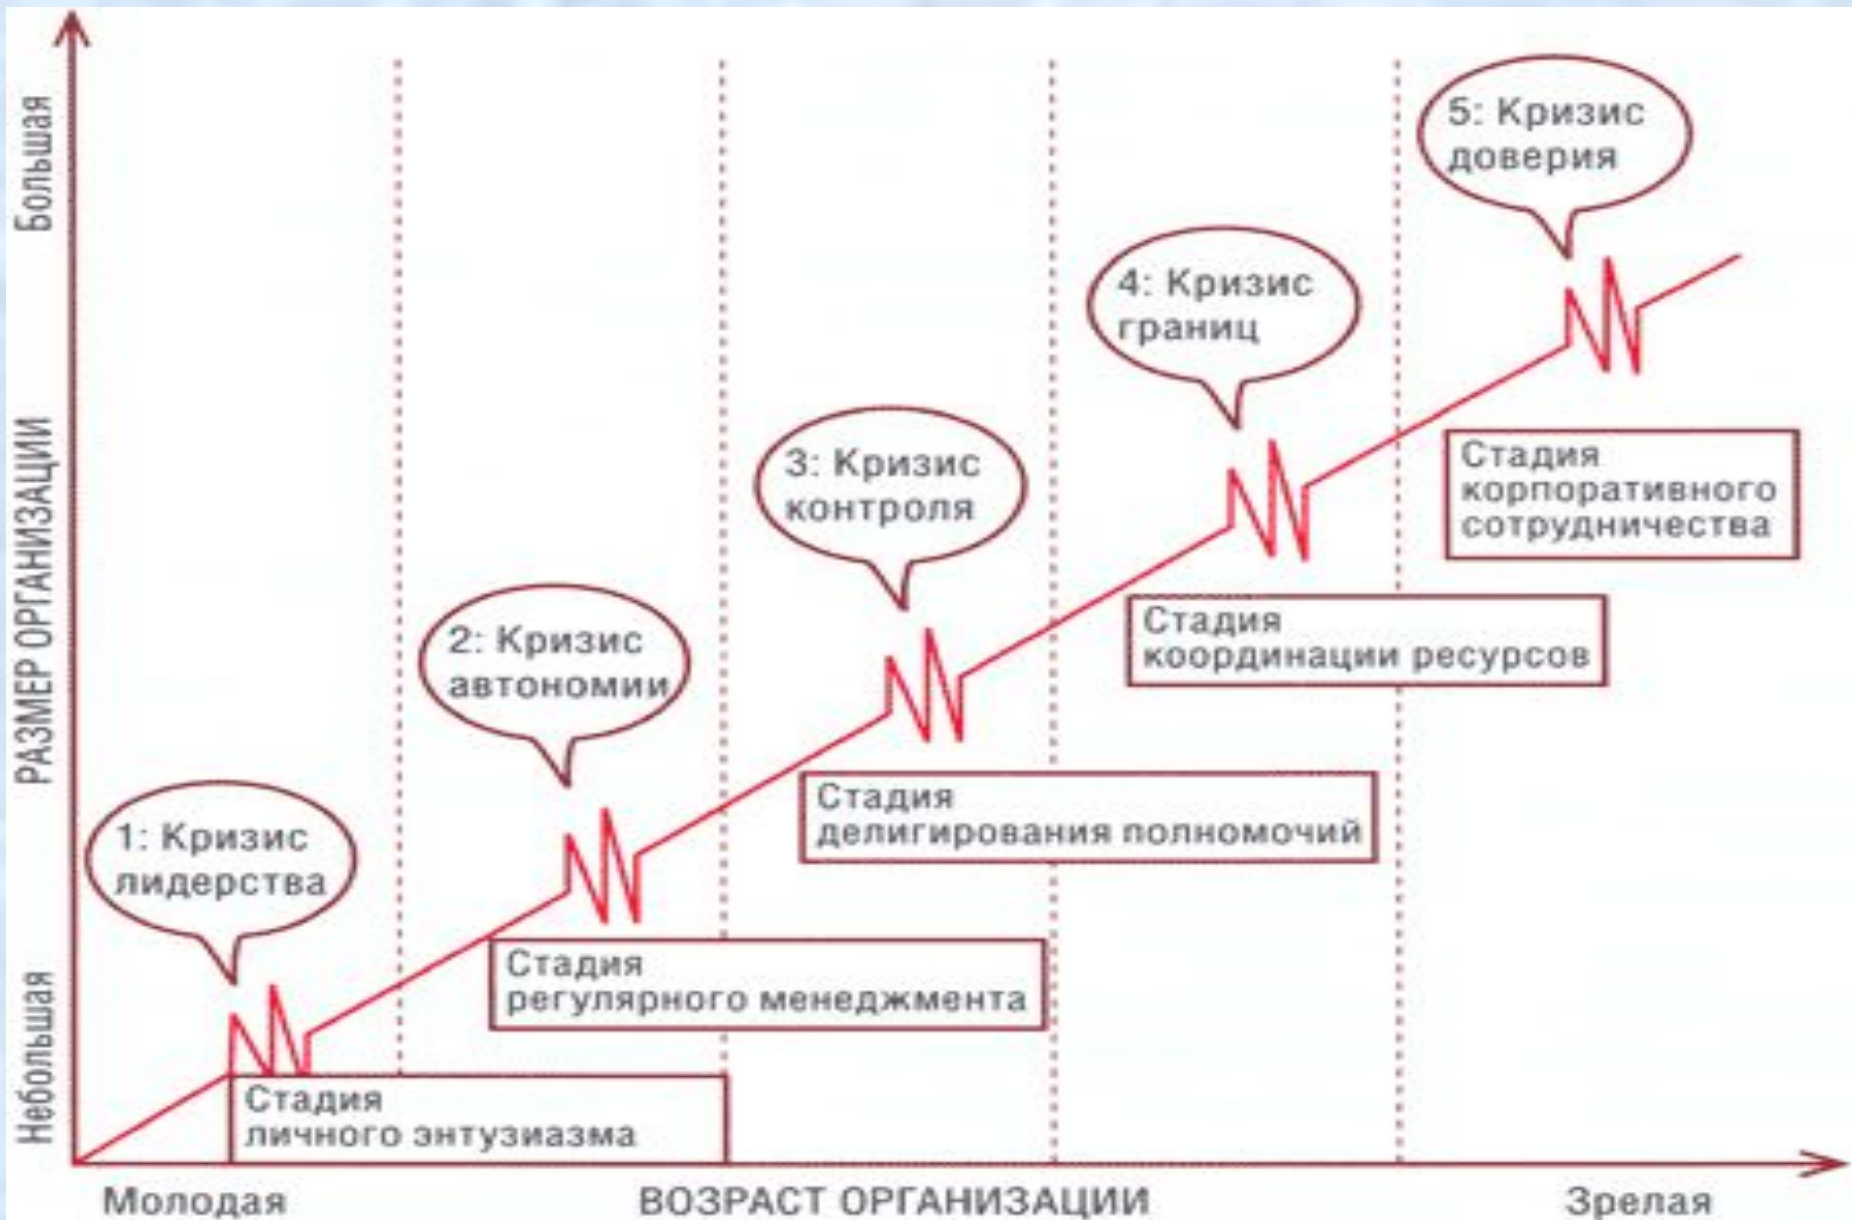 Большая
РАЗМЕР ОРГАНИЗАЦИИ
Небольшая
5: Кризис
доверия
4: Кризис
границ
3: Кризис
контроля
2: Кризис
автономии
1: Кризис
лидерства
Стадия
корпоративного
сотрудничества
Стадия
координации ресурсов
Стадия
делигирования полномочий
Стадия
регулярного менеджмента
Стадия
личного энтузиазма
Молодая
ВОЗРАСТ ОРГАНИЗАЦИИ
Зрелая